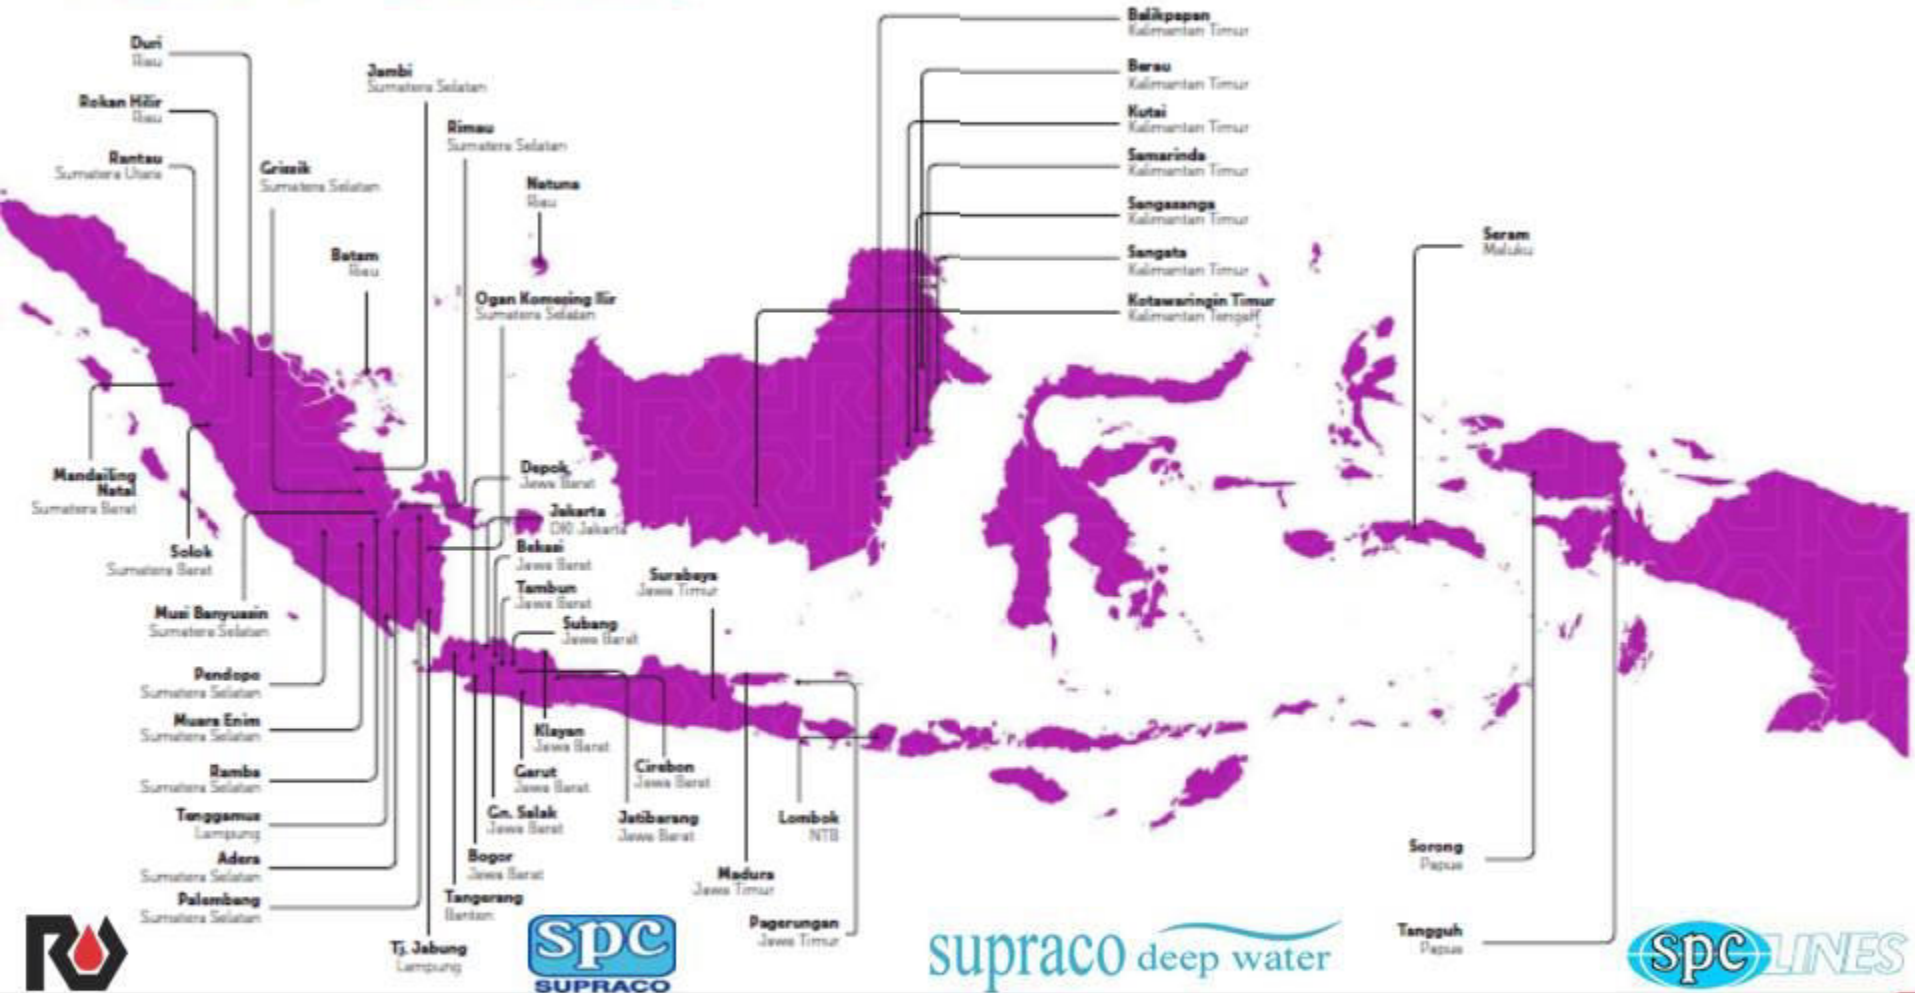 Duri
Riau
Rokan Hilir
Riau
Rantau
Sumatera Utara
Jambi
Sumatera Selatan
Rimau
Sumatera Selatan
Grissik
Sumatera Selatan
Natuna
Riau
Batam
Riau
Ogan Komering Ilir
Sumatera Selatan
Balikpapan
Kalimantan Timur
Berau
Kalimantan Timur
Kutai
Kalimantan Timur
Samarinda
Kalimantan Timur
Sangasanga
Kalimantan Timur
Sangata
Kalimantan Timur
Kotawaringin Timur
Kalimantan Tengah
Seram
Maluku
Mandailing
Natal
Sumatera Barat
Solok
Sumatera Barat
Musi Banyuasin
Sumatera Selatan
Pendopo
Sumatera Selatan
Muara Enim
Sumatera Selatan
Ramba
Sumatera Selatan
Tenggamus
Lampung
Adera
Sumatera Selatan
Palembang
Sumatera Selatan
Depok
Jawa Barat
Jakarta
DKI Jakarta
Bekasi
Jawa Barat
Tambun
Jawa Barat
Subang
Jawa Barat
Surabaya
Jawa Timur
Klayan
Jawa Barat
Garut
Jawa Barat
Cirebon
Jawa Barat
Gn. Salak
Jawa Barat
Jatibarang
Jawa Barat
Lombok
NTB
Bogor
Jawa Barat
Madura
Jawa Timur
Tangerang
Banten
Pagerungan
Jawa Timur
Tj. Jabung
Lampung
Sorong
Papua
Tangguh
Papua
spc
SUPRACO
supraco deep water
spc LINES